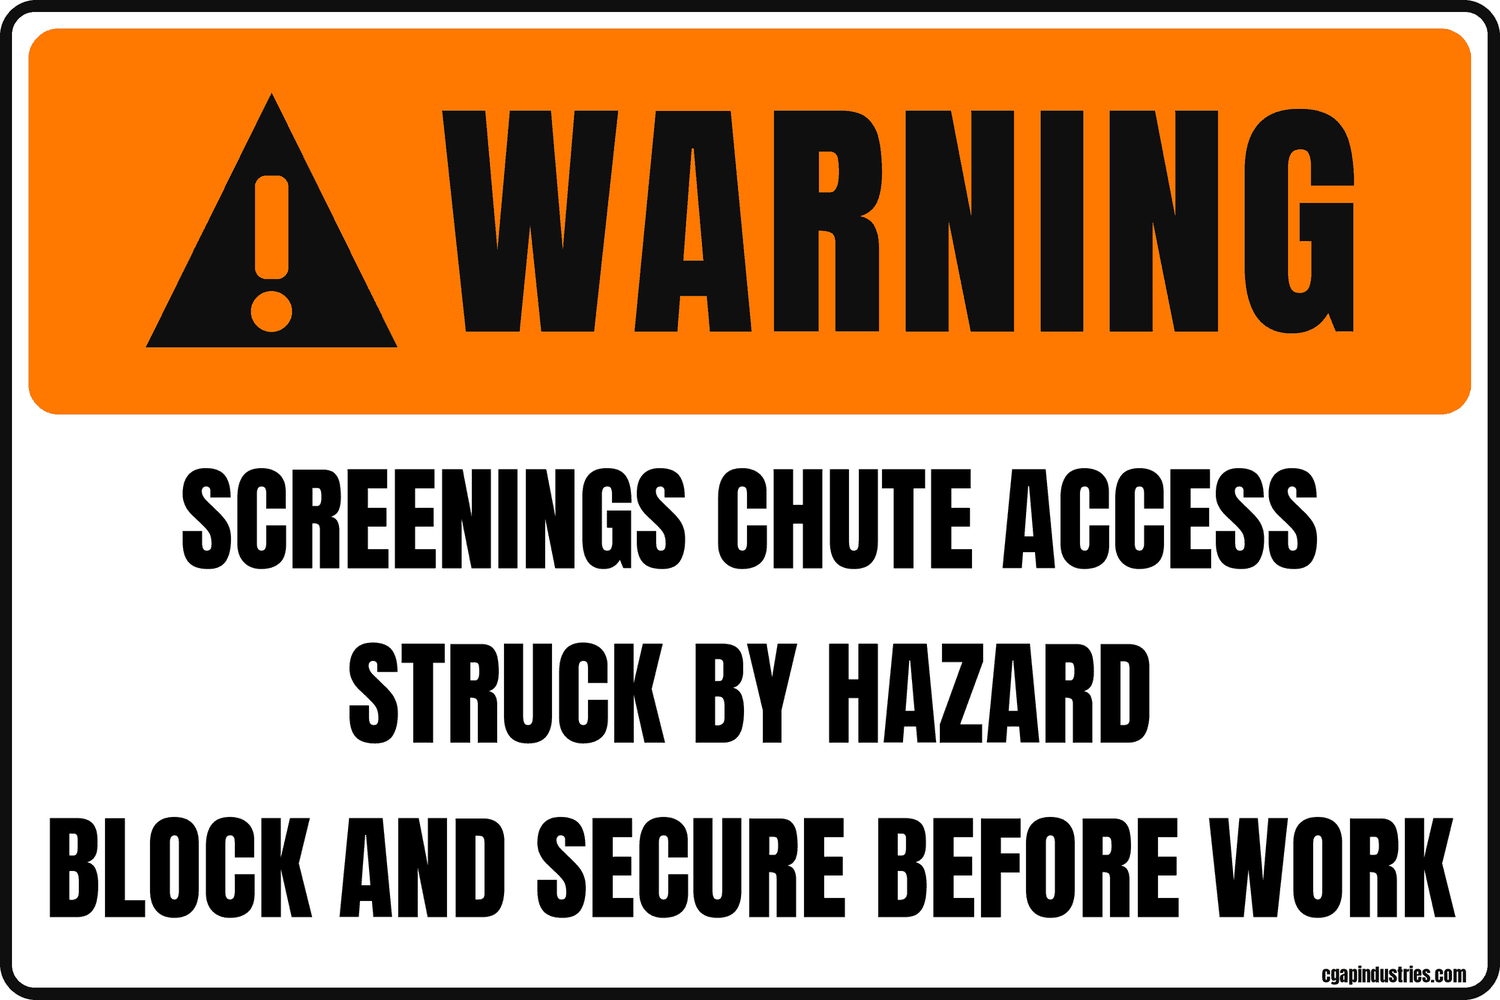 WARNING
SCREENINGS CHUTE ACCESS
STRUCK BY HAZARD
BLOCK AND SECURE BEFORE WORK
cgapindustries.com